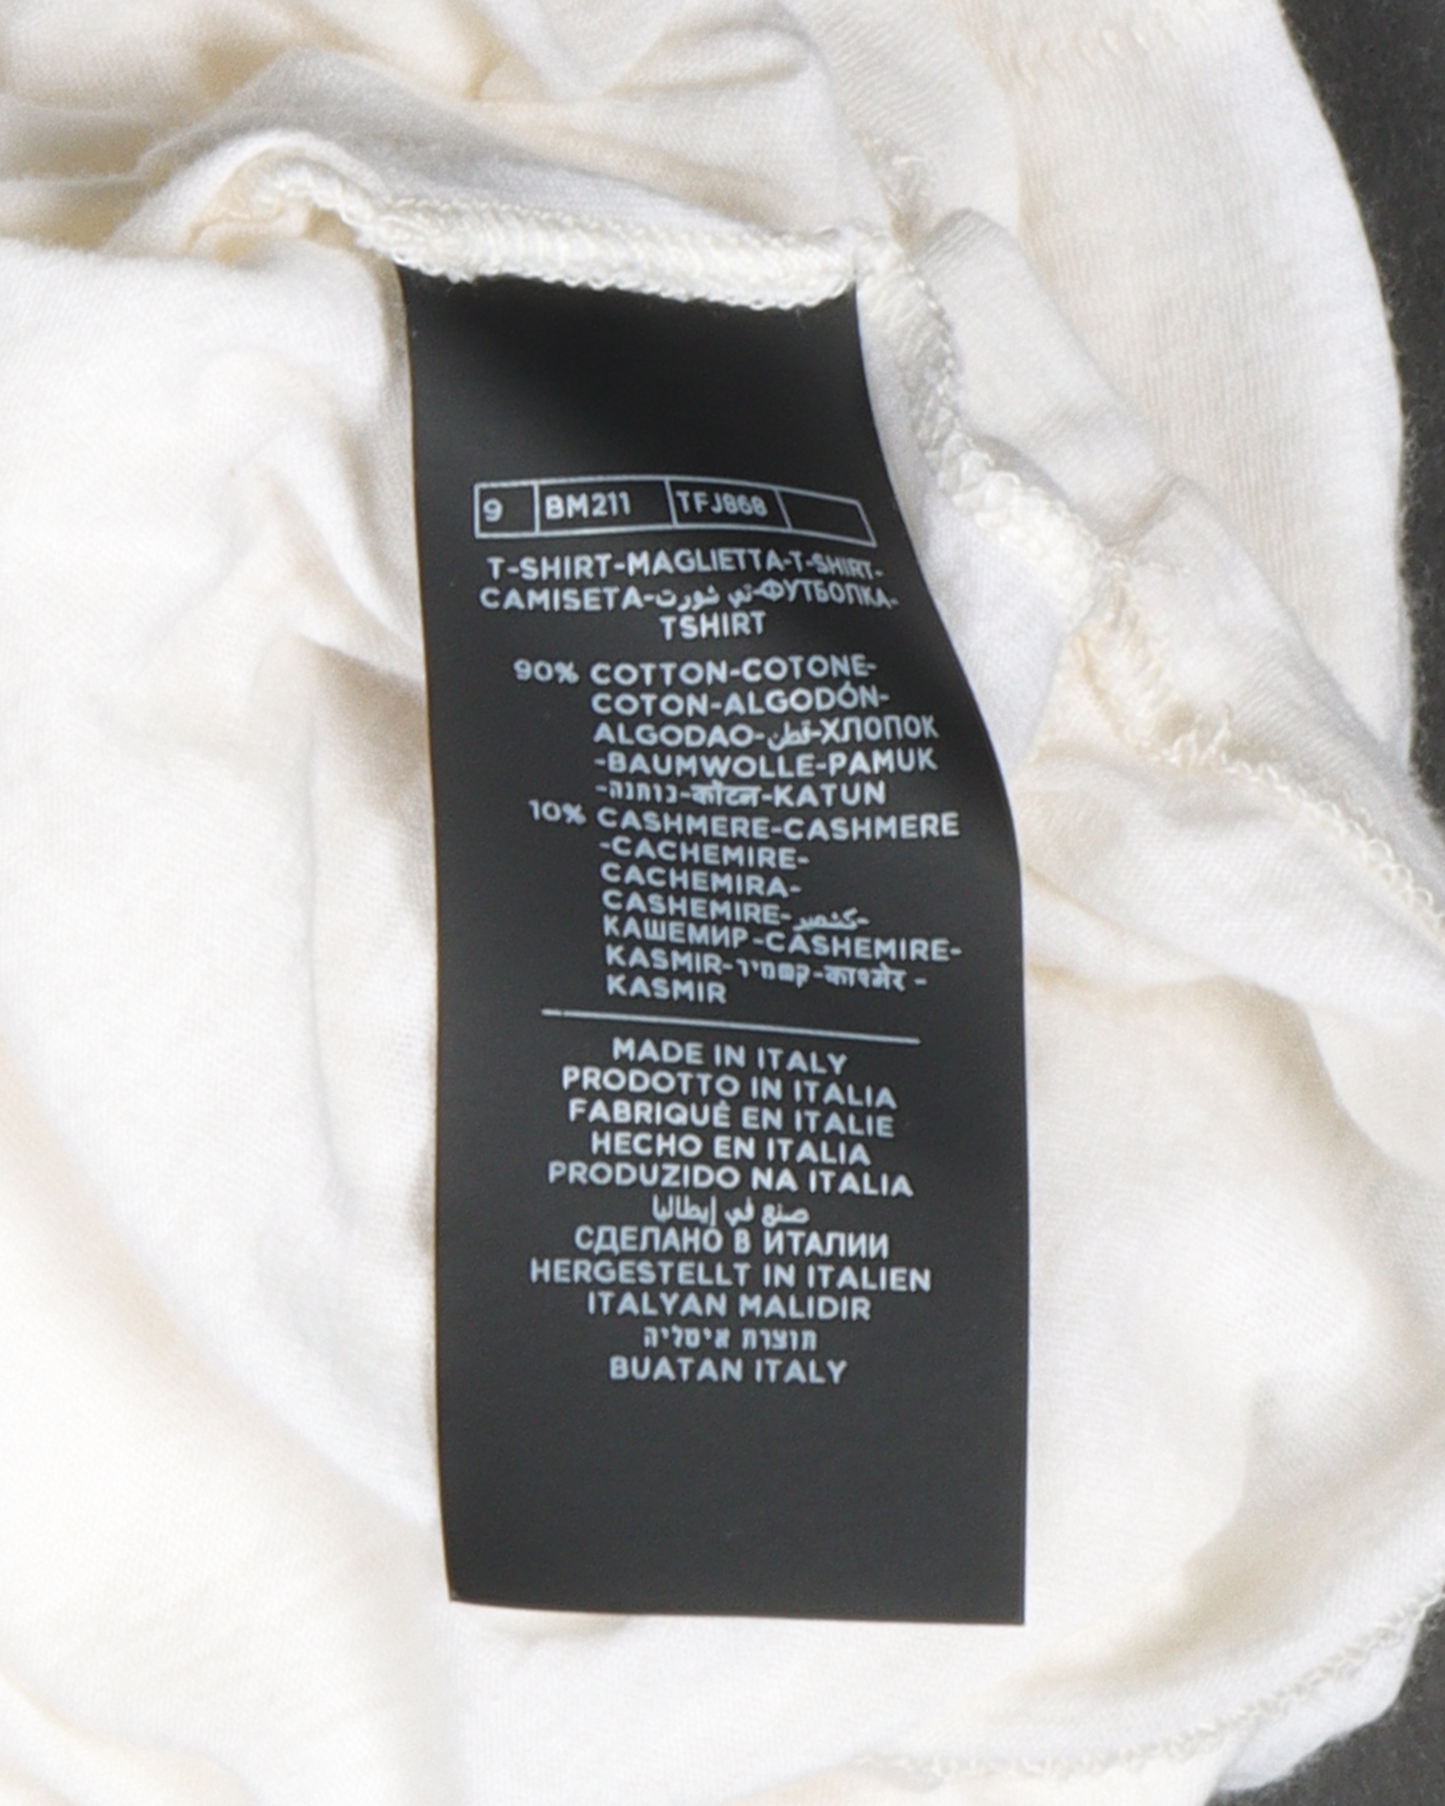 9 BM211 TFJ868
T-SHIRT-MAGLIETTA-T-SHIRT-
CAMISETA-تي شورت-ФУТБОЛКА-
TSHIRT
90% COTTON-COTONE-
COTON-ALGODÓN-
ALGODAO-قطن-ХЛОПОК
-BAUMWOLLE-PAMUK
-כותנה-कॉटन-KATUN
10% CASHMERE-CASHMERE
-CACHEMIRE-
CACHEMIRA-
CASHEMIRE-كشمير-
КАШЕМИР-CASHEMIRE-
KASMIR-קשמיר-काश्मेर -
KASMIR
MADE IN ITALY
PRODOTTO IN ITALIA
FABRIQUÉ EN ITALIE
HECHO EN ITALIA
PRODUZIDO NA ITALIA
صنع في إيطاليا
СДЕЛАНО В ИТАЛИИ
HERGESTELLT IN ITALIEN
ITALYAN MALIDIR
תוצרת איטליה
BUATAN ITALY